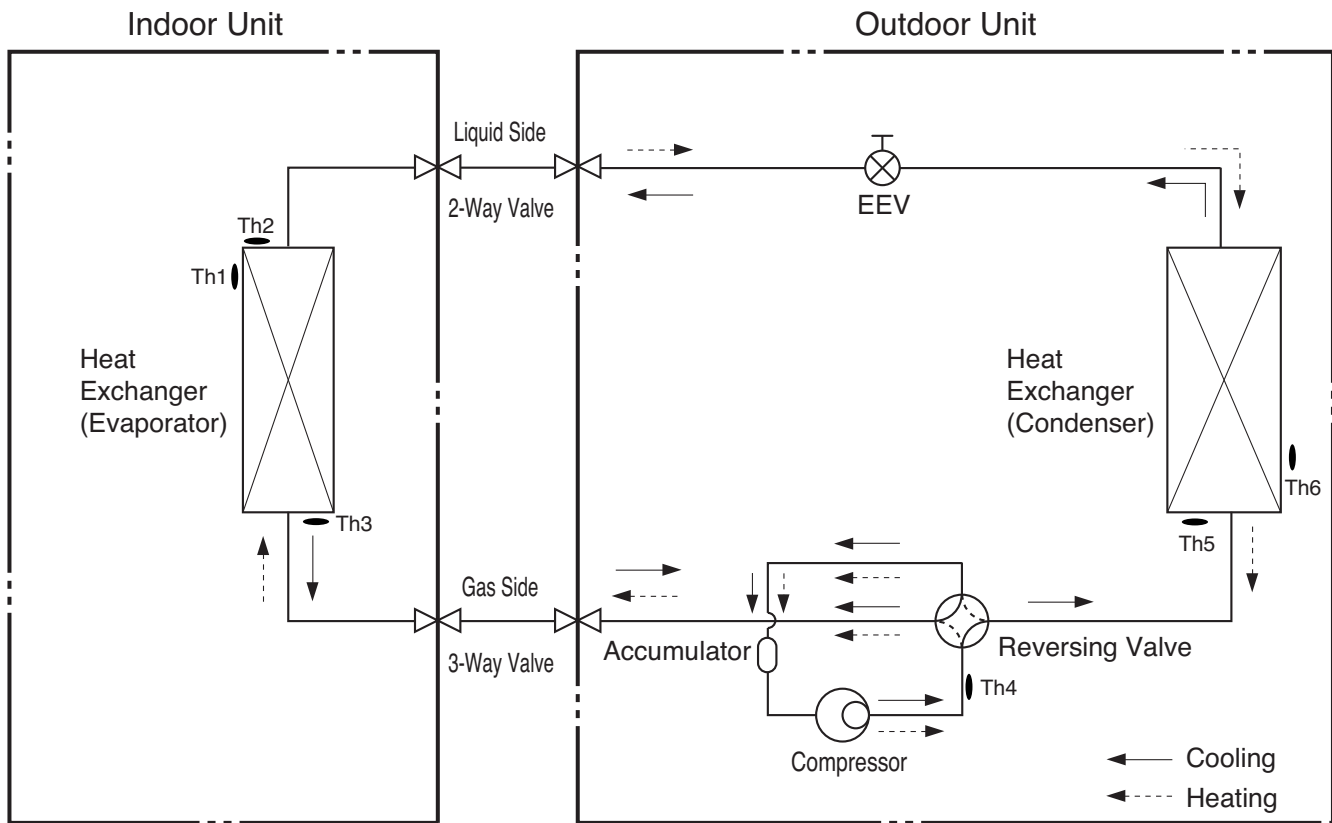 Indoor Unit
Outdoor Unit
Liquid Side
2-Way Valve
EEV
Th2
Th1
Heat
Exchanger
(Evaporator)
Heat
Exchanger
(Condenser)
Th6
Th3
Th5
Gas Side
3-Way Valve
Accumulator
Reversing Valve
Th4
Compressor
Cooling
Heating